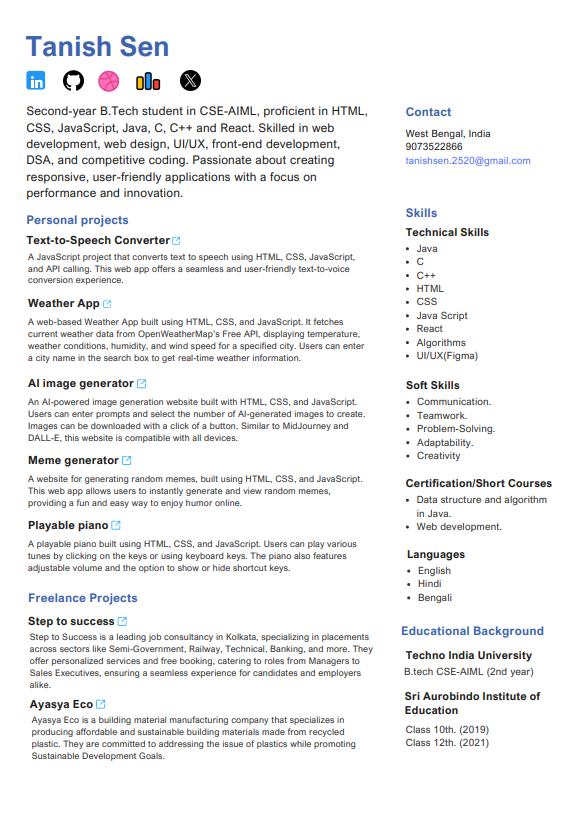 Tanish Sen
in
Second-year B.Tech student in CSE-AIML, proficient in HTML,
CSS, JavaScript, Java, C, C++ and React. Skilled in web
development, web design, UI/UX, front-end development,
DSA, and competitive coding. Passionate about creating
responsive, user-friendly applications with a focus on
performance and innovation.
Personal projects
Text-to-Speech Converter
A JavaScript project that converts text to speech using HTML, CSS, JavaScript,
and API calling. This web app offers a seamless and user-friendly text-to-voice
conversion experience.
Weather App
A web-based Weather App built using HTML, CSS, and JavaScript. It fetches
current weather data from OpenWeatherMap's Free API, displaying temperature,
weather conditions, humidity, and wind speed for a specified city. Users can enter
a city name in the search box to get real-time weather information.
AI image generator
An AI-powered image generation website built with HTML, CSS, and JavaScript.
Users can enter prompts and select the number of AI-generated images to create.
Images can be downloaded with a click of a button. Similar to MidJourney and
DALL-E, this website is compatible with all devices.
Meme generator
A website for generating random memes, built using HTML, CSS, and JavaScript.
This web app allows users to instantly generate and view random memes,
providing a fun and easy way to enjoy humor online.
Playable piano
A playable piano built using HTML, CSS, and JavaScript. Users can play various
tunes by clicking on the keys or using keyboard keys. The piano also features
adjustable volume and the option to show or hide shortcut keys.
Freelance Projects
Step to success
Step to Success is a leading job consultancy in Kolkata, specializing in placements
across sectors like Semi-Government, Railway, Technical, Banking, and more. They
offer personalized services and free booking, catering to roles from Managers to
Sales Executives, ensuring a seamless experience for candidates and employers
alike.
Ayasya Eco
Ayasya Eco is a building material manufacturing company that specializes in
producing affordable and sustainable building materials made from recycled
plastic. They are committed to addressing the issue of plastics while promoting
Sustainable Development Goals.
Contact
West Bengal, India
9073522866
tanishsen.2520@gmail.com
Skills
Technical Skills
• Java
• C
• C++
• HTML
• CSS
• Java Script
• React
• Algorithms
• UI/UX(Figma)
Soft Skills
• Communication.
• Teamwork.
• Problem-Solving.
• Adaptability.
• Creativity
Certification/Short Courses
• Data structure and algorithm
in Java.
• Web development.
Languages
• English
• Hindi
• Bengali
Educational Background
Techno India University
B.tech CSE-AIML (2nd year)
Sri Aurobindo Institute of
Education
Class 10th. (2019)
Class 12th. (2021)